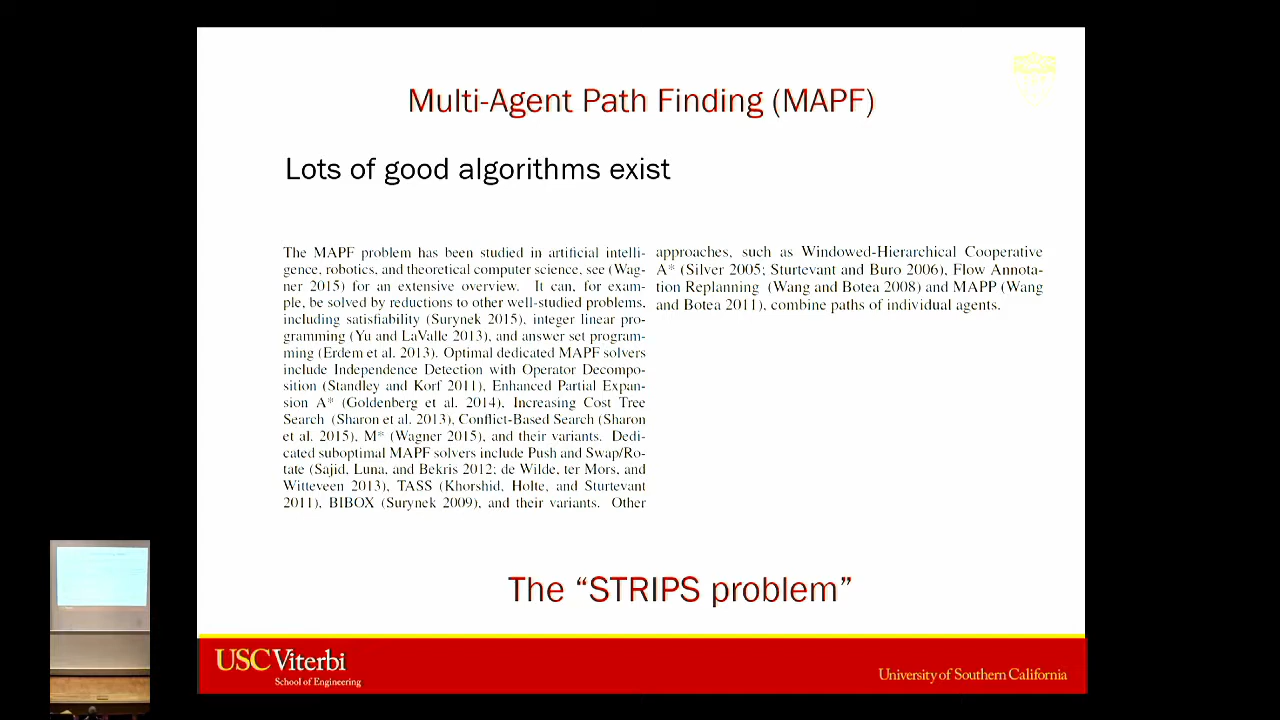 Multi-Agent Path Finding (MAPF)
Lots of good algorithms exist
The MAPF problem has been studied in artificial intelli-
gence, robotics, and theoretical computer science, see (Wag-
ner 2015) for an extensive overview. It can, for exam-
ple, be solved by reductions to other well-studied problems,
including satisfiability (Surynek 2015), integer linear pro-
gramming (Yu and LaValle 2013), and answer set program-
ming (Erdem et al. 2013). Optimal dedicated MAPF solvers
include Independence Detection with Operator Decompo-
sition (Standley and Korf 2011), Enhanced Partial Expan-
sion A* (Goldenberg et al. 2014), Increasing Cost Tree
Search (Sharon et al. 2013), Conflict-Based Search (Sharon
et al. 2015), M* (Wagner 2015), and their variants. Dedi-
cated suboptimal MAPF solvers include Push and Swap/Ro-
tate (Sajid, Luna, and Bekris 2012; de Wilde, ter Mors, and
Witteveen 2013), TASS (Khorshid, Holte, and Sturtevant
2011), BIBOX (Surynek 2009), and their variants. Other
approaches, such as Windowed-Hierarchical Cooperative
A* (Silver 2005; Sturtevant and Buro 2006), Flow Annota-
tion Replanning (Wang and Botea 2008) and MAPP (Wang
and Botea 2011), combine paths of individual agents.
The “STRIPS problem”
USC Viterbi
School of Engineering
University of Southern California